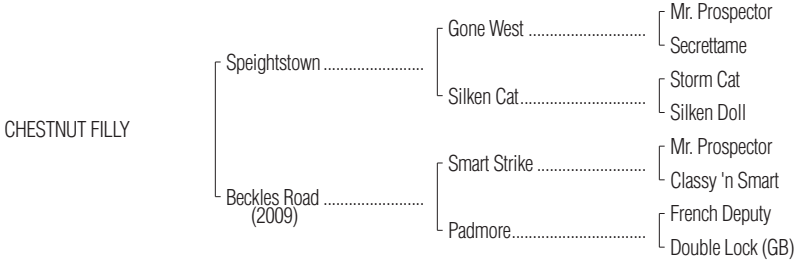 Mr. Prospector
Gone West ............................
Secrettame
Speightstown ........................
Storm Cat
Silken Cat..............................
Silken Doll
CHESTNUT FILLY
Mr. Prospector
Smart Strike ..........................
Classy 'n Smart
Beckles Road ........................
(2009)
French Deputy
Padmore................................
Double Lock (GB)